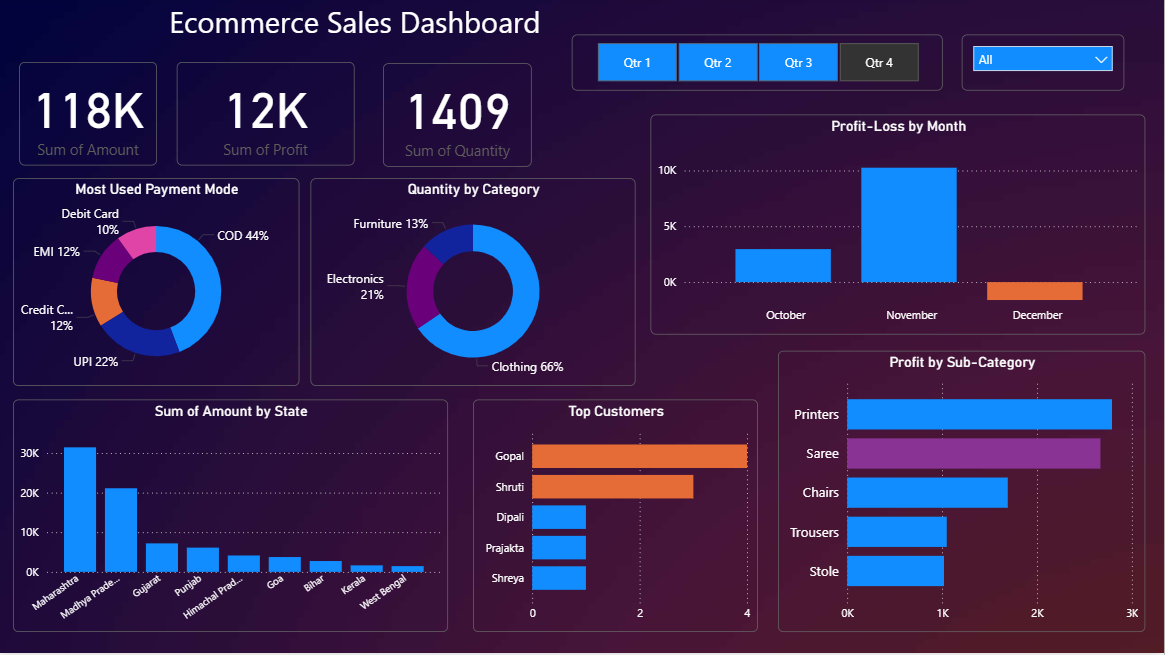 Ecommerce Sales Dashboard
Qtr 1
Qtr 2
Qtr 3
Qtr 4
All
118K
Sum of Amount
12K
Sum of Profit
1409
Sum of Quantity
Most Used Payment Mode
Debit Card
10%
COD 44%
EMI 12%
Credit C...
12%
UPI 22%
Quantity by Category
Furniture 13%
Electronics
21%
Clothing 66%
Profit-Loss by Month
10K
5K
0K
October
November
December
Sum of Amount by State
30K
20K
10K
0K
Maharashtra
Madhya Prade...
Gujarat
Punjab
Himachal Prad...
Goa
Bihar
Kerala
West Bengal
Top Customers
Gopal
Shruti
Dipali
Prajakta
Shreya
0
2
4
Profit by Sub-Category
Printers
Saree
Chairs
Trousers
Stole
0K
1K
2K
3K